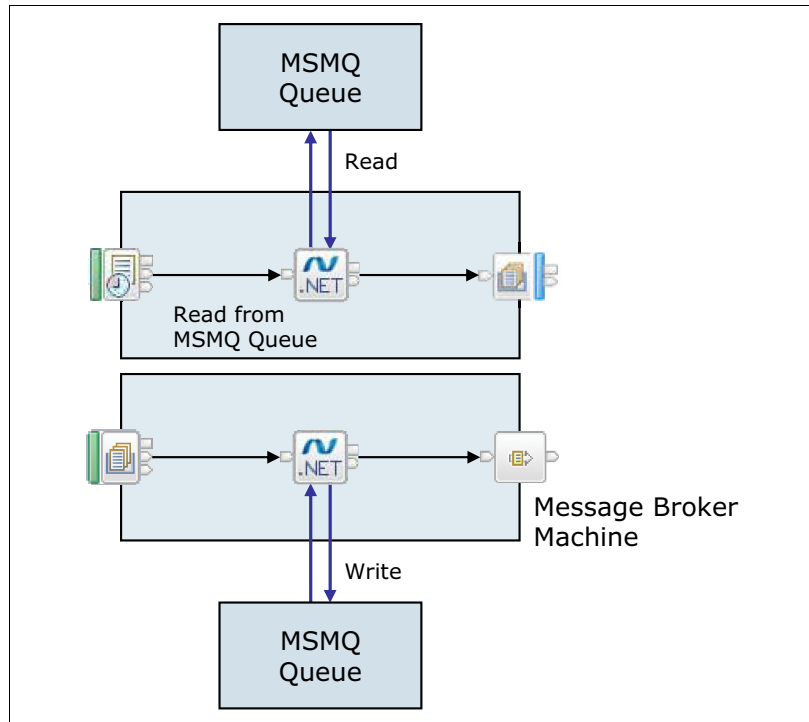 MSMQ
Queue
Read
.NET
Read from
MSMQ Queue
.NET
Message Broker
Machine
Write
MSMQ
Queue